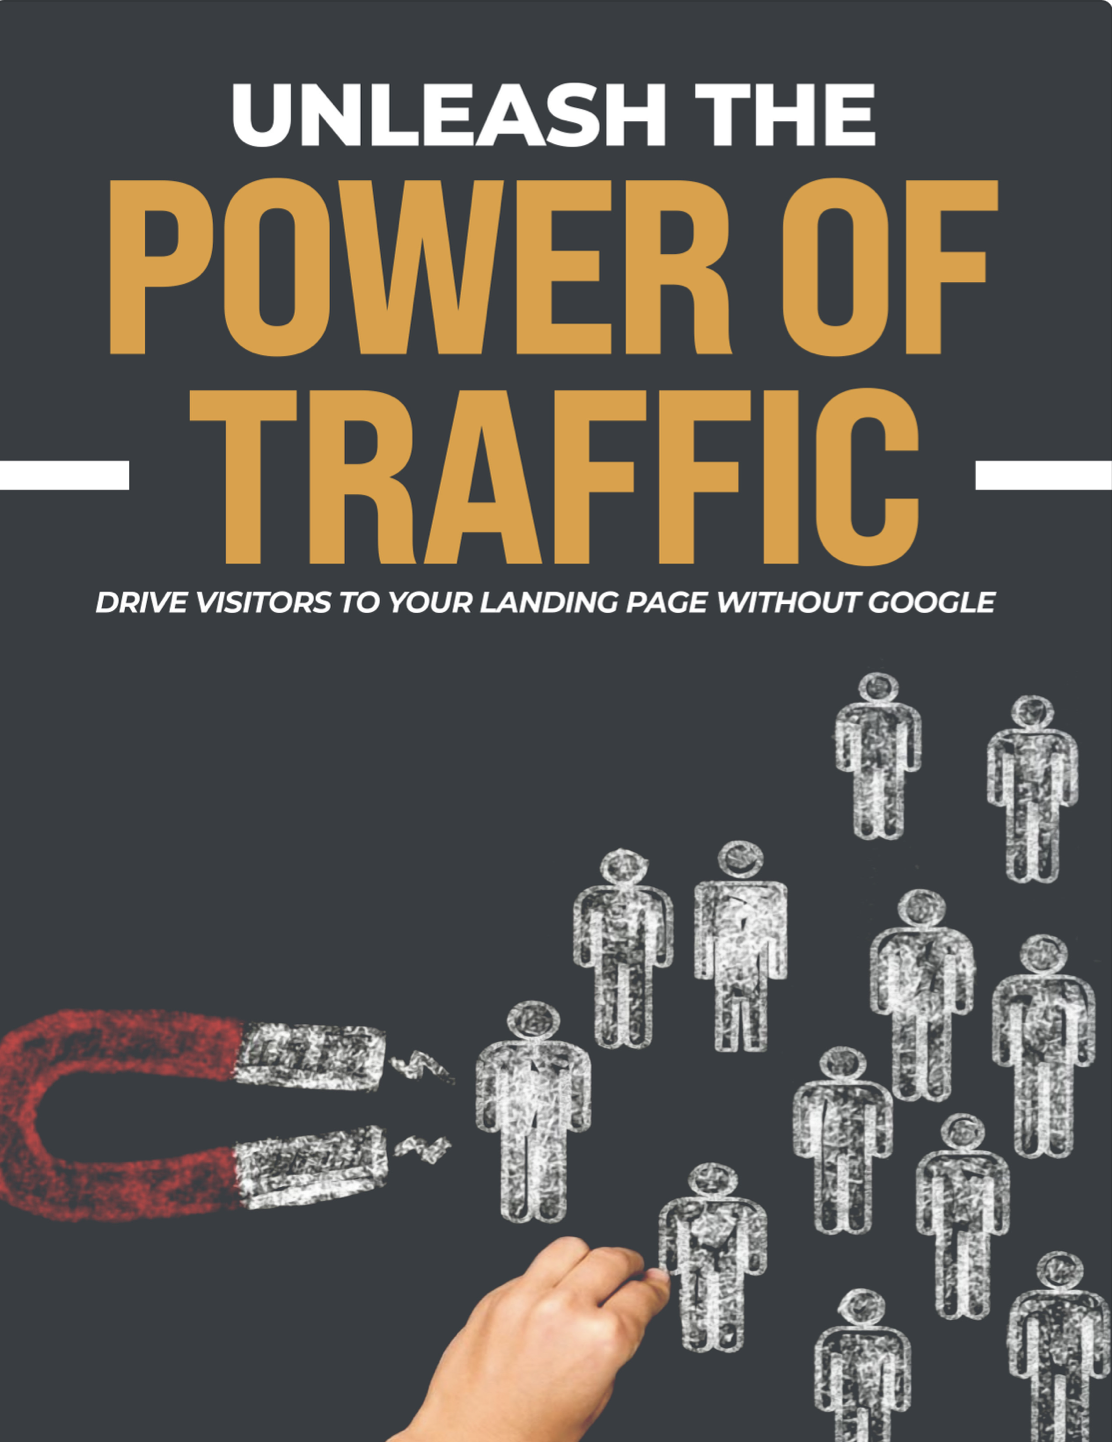 UNLEASH THE
POWER OF
TRAFFIC
DRIVE VISITORS TO YOUR LANDING PAGE WITHOUT GOOGLE